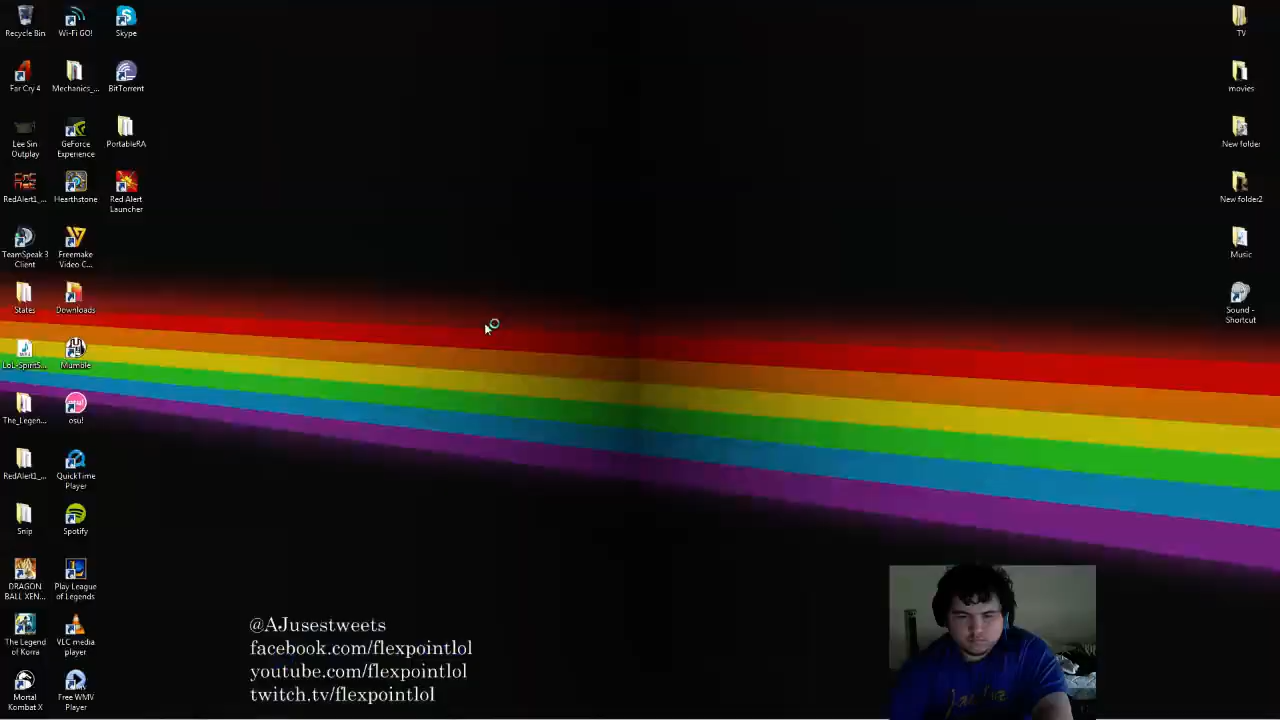 Recycle Bin
Wi-Fi GO!
Skype
TV
Far Cry 4
Mechanics_...
BitTorrent
movies
Lee Sin
Outplay
GeForce
Experience
PortableRA
New folder
RedAlert1_...
Hearthstone
Red Alert
Launcher
New folder2
TeamSpeak 3
Client
Freemake
Video C...
Music
States
Downloads
Sound -
Shortcut
LoL-SpiritS...
Mumble
The_Legen...
osu!
RedAlert1_...
QuickTime
Player
Snip
Spotify
DRAGON
BALL XEN...
Play League
of Legends
The Legend
of Korra
VLC media
player
Mortal
Kombat X
Free WMV
Player
@AJusestweets
facebook.com/flexpointlol
youtube.com/flexpointlol
twitch.tv/flexpointlol